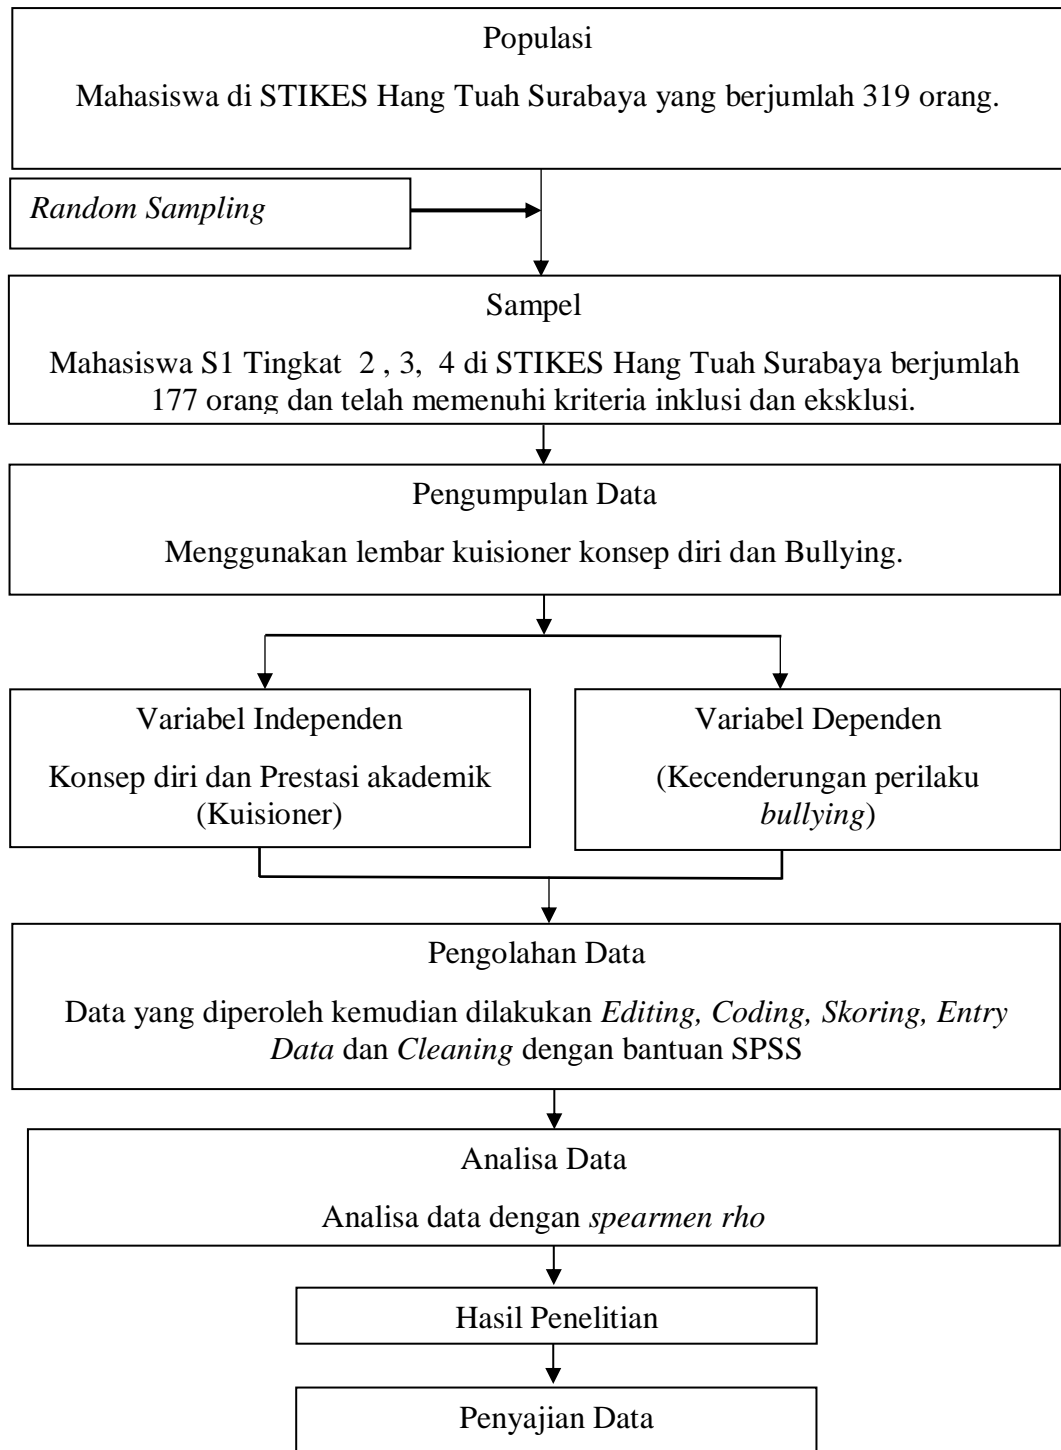 Populasi
Mahasiswa di STIKES Hang Tuah Surabaya yang berjumlah 319 orang.
Random Sampling
Sampel
Mahasiswa S1 Tingkat 2 , 3, 4 di STIKES Hang Tuah Surabaya berjumlah
177 orang dan telah memenuhi kriteria inklusi dan eksklusi.
Pengumpulan Data
Menggunakan lembar kuisioner konsep diri dan Bullying.
Variabel Independen
Konsep diri dan Prestasi akademik
(Kuisioner)
Variabel Dependen
(Kecenderungan perilaku
bullying)
Pengolahan Data
Data yang diperoleh kemudian dilakukan Editing, Coding, Skoring, Entry
Data dan Cleaning dengan bantuan SPSS
Analisa Data
Analisa data dengan spearmen rho
Hasil Penelitian
Penyajian Data